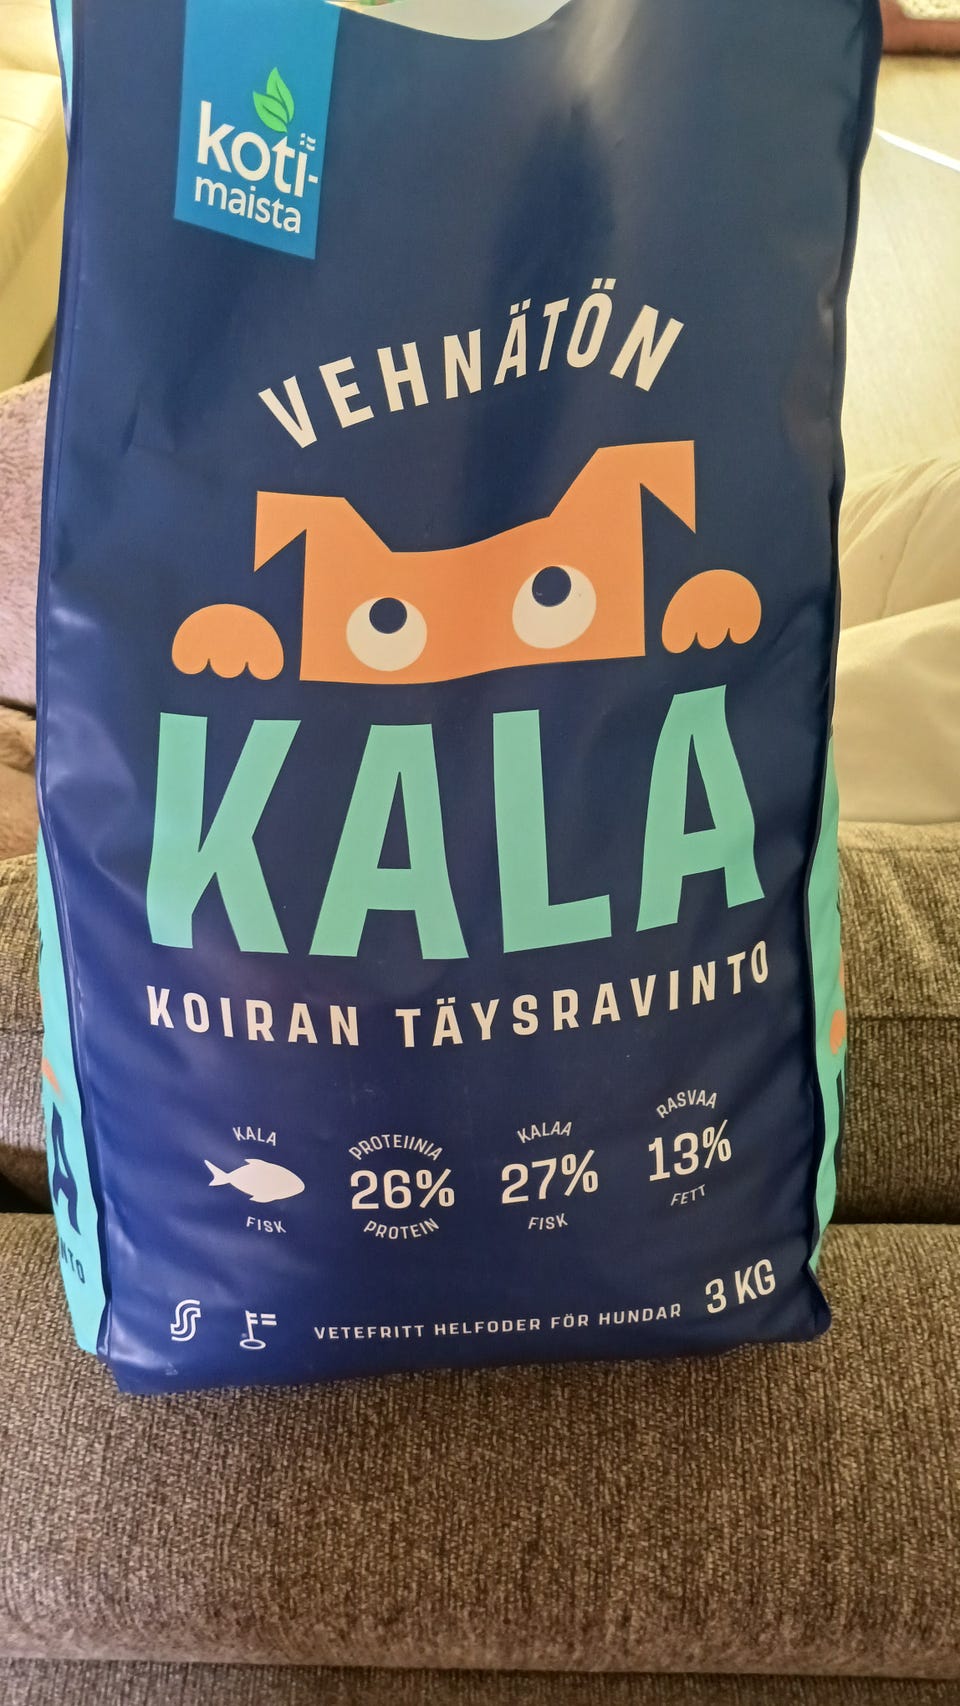 koti-
maista
VEHNÄTÖN
KALA
KOIRAN TÄYSRAVINTO
KALA
FISK
PROTEIINIA
26%
PROTEIN
KALAA
27%
FISK
RASVAA
13%
FETT
VETEFRITT HELFODER FÖR HUNDAR
3 KG